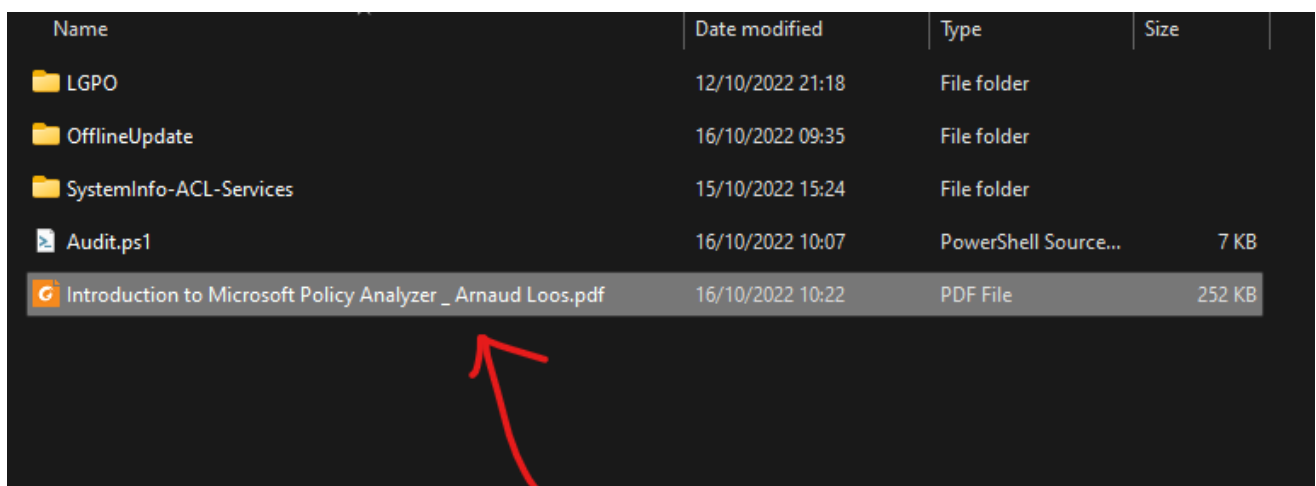 Name Date modified Type Size
LGPO 12/10/2022 21:18 File folder
OfflineUpdate 16/10/2022 09:35 File folder
SystemInfo-ACL-Services 15/10/2022 15:24 File folder
Audit.ps1 16/10/2022 10:07 PowerShell Source... 7 KB
Introduction to Microsoft Policy Analyzer _ Arnaud Loos.pdf 16/10/2022 10:22 PDF File 252 KB